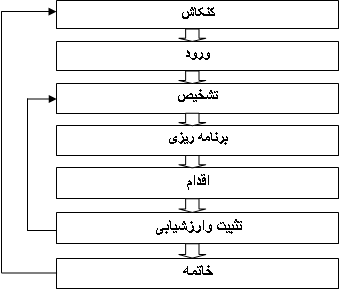 کنکاش
ورود
تشخیص
برنامه ریزی
اقدام
تثبیت وارزشیابی
خاتمه